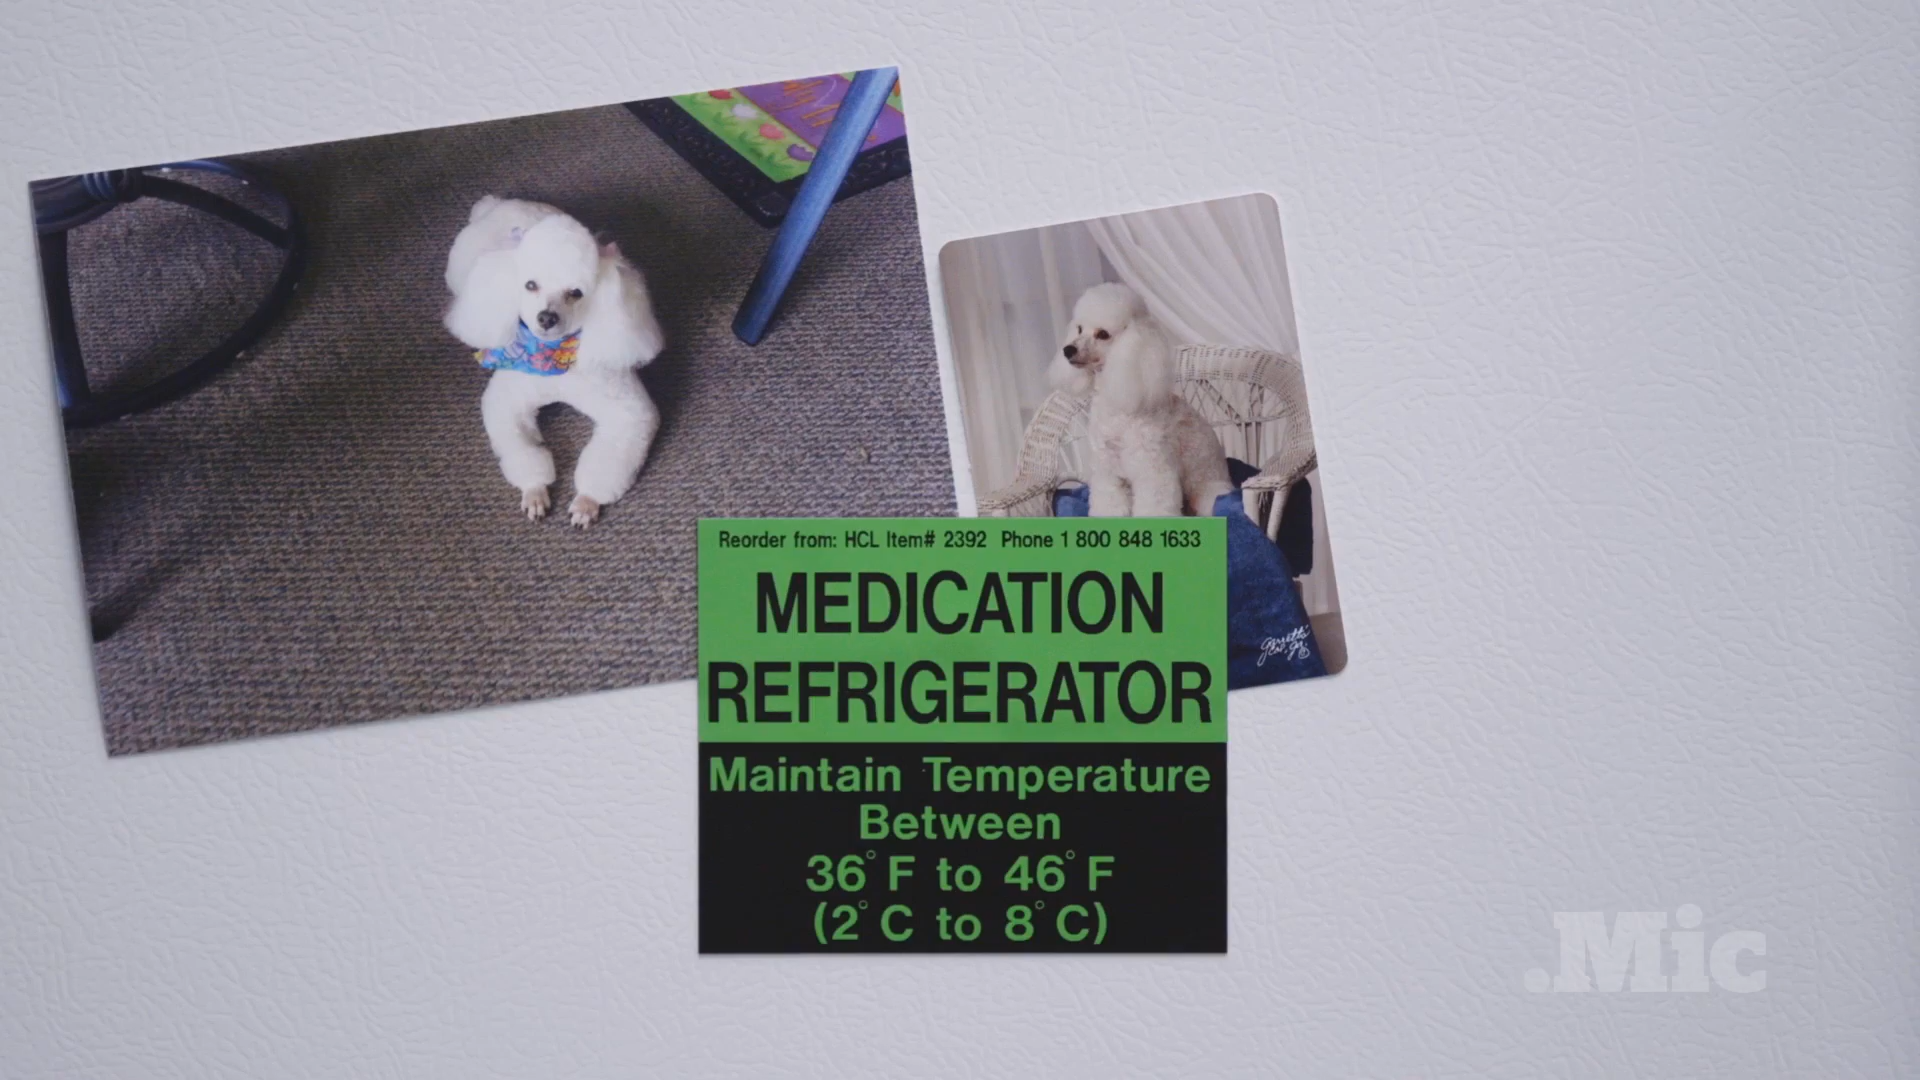 Reorder from: HCL Item# 2392 Phone 1 800 848 1633
MEDICATION
REFRIGERATOR
Maintain Temperature
Between
36°F to 46°F
(2°C to 8°C)
.Mic